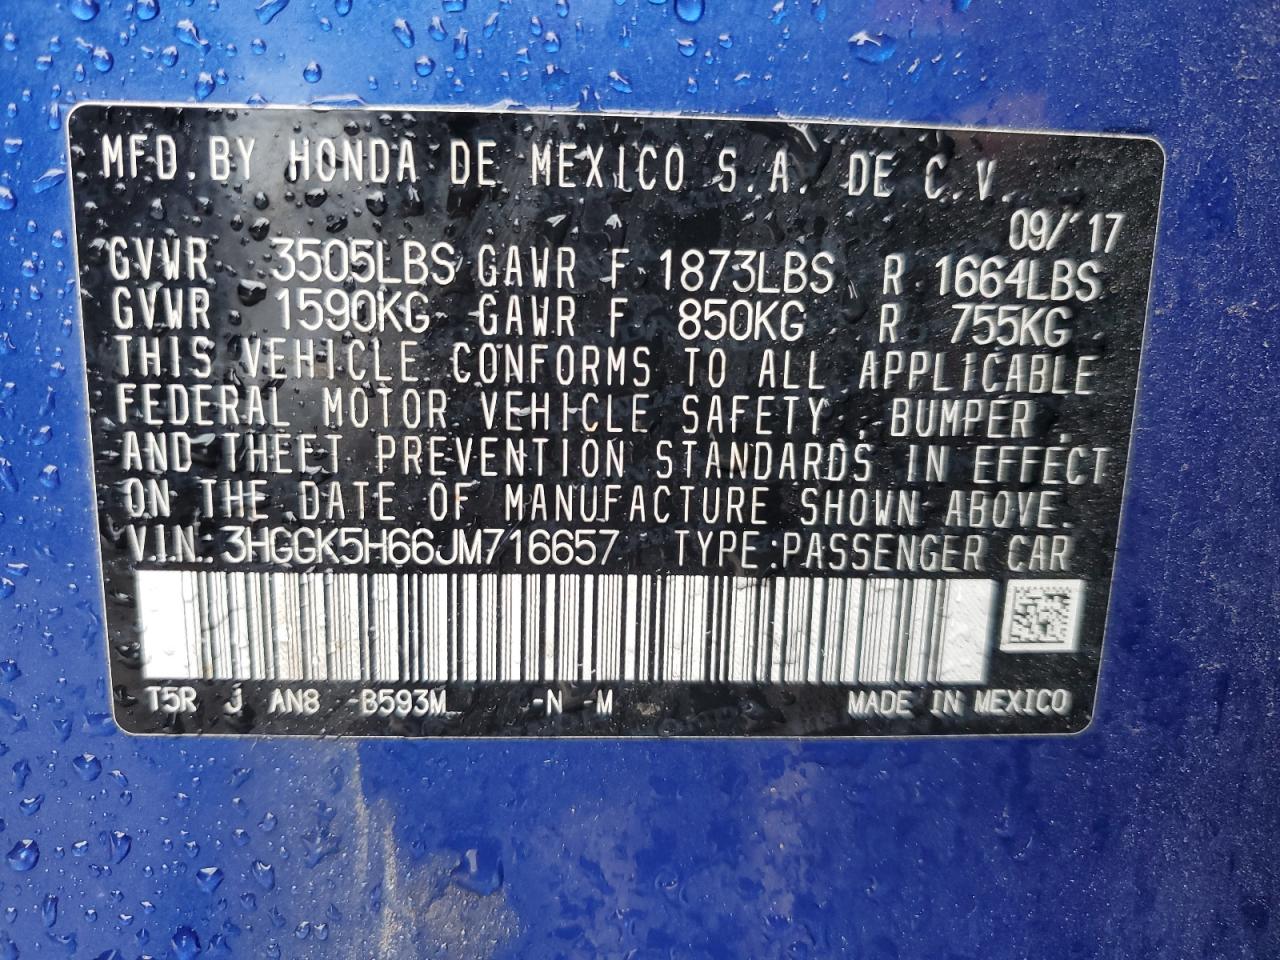 MFD. BY HONDA DE MEXICO S.A. DE C.V.
09/'17
GVWR 3505LBS GAWR F 1873LBS R 1664LBS
GVWR 1590KG GAWR F 850KG R 755KG
THIS VEHICLE CONFORMS TO ALL APPLICABLE
FEDERAL MOTOR VEHICLE SAFETY, BUMPER,
AND THEFT PREVENTION STANDARDS IN EFFECT
ON THE DATE OF MANUFACTURE SHOWN ABOVE.
V.I.N.: 3HGGK5H66JM716657 TYPE:PASSENGER CAR
T5R J AN8 -B593M -N -M MADE IN MEXICO